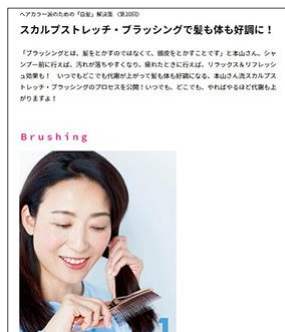 ヘアカラー派のための「白髪」解決策 〈第10回〉
スカルプストレッチ・ブラッシングで髪も体も好調に！
「ブラッシングとは、髪をとかすのではなくて、頭皮をとかすことです」と本山さん。シャ
ンプー前に行えば、汚れが落ちやすくなり、疲れたときに行えば、リラックス＆リフレッシ
ュ効果も！　いつでもどこでも代謝が上がって髪も体も好調になる、本山さん流スカルプス
トレッチ・ブラッシングのプロセスを公開！いつでも、どこでも、やればやるほど代謝も上
がりますよ！
Brushing
1